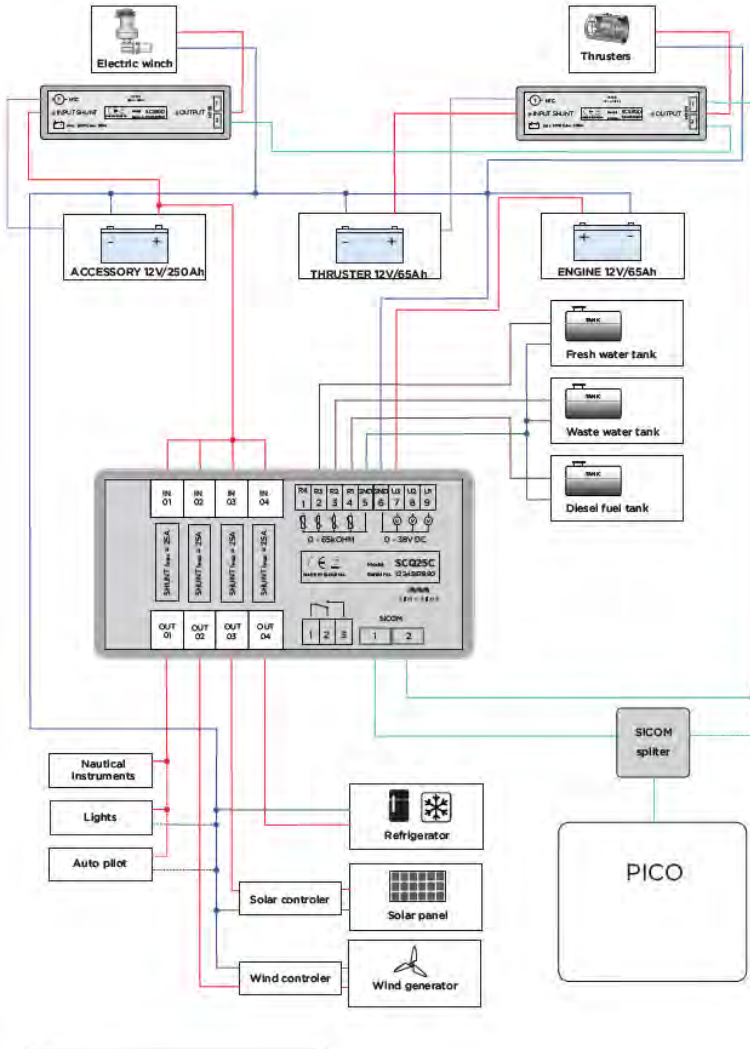 Electric winch
Thrusters
NTC
INPUT SHUNT
OUTPUT
NTC
INPUT SHUNT
OUTPUT
- +
ACCESSORY 12V/250Ah
- +
THRUSTER 12V/65Ah
+ -
ENGINE 12V/65Ah
TANK
Fresh water tank
TANK
Waste water tank
TANK
Diesel fuel tank
IN 01
IN 02
IN 03
IN 04
R4 R3 R2 R1 GND GND U3 U2 U1
1 2 3 4 5 6 7 8 9
V V V
0 - 65kOHM
0 - 38V DC
SHUNT Imax = 25A
SHUNT Imax = 25A
SHUNT Imax = 25A
SHUNT Imax = 25A
CE
Model
SCQ25C
OUT 01
OUT 02
OUT 03
OUT 04
1 2 3
SICOM
1 2
SICOM
spliter
Nautical
instruments
Lights
Auto pilot
Refrigerator
Solar controler
Solar panel
Wind controler
Wind generator
PICO